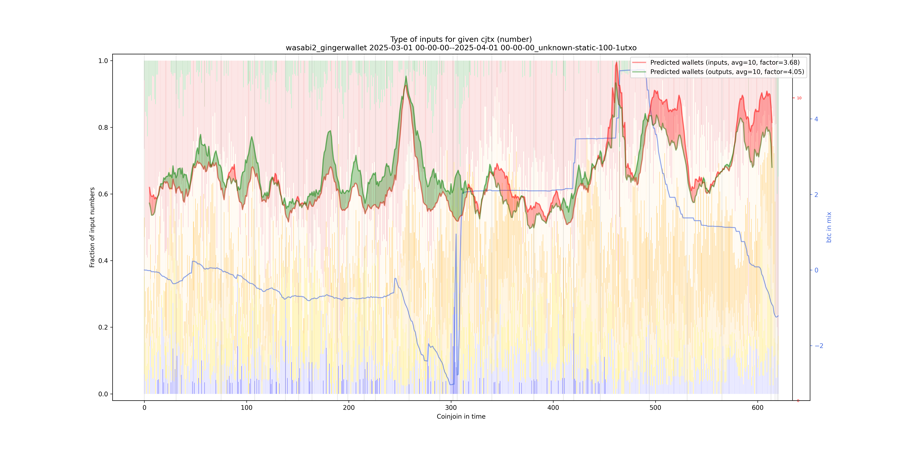 Type of inputs for given cjtx (number)
wasabi2_gingerwallet 2025-03-01 00-00-00--2025-04-01 00-00-00_unknown-static-100-1utxo
Predicted wallets (inputs, avg=10, factor=3.68)
Predicted wallets (outputs, avg=10, factor=4.05)
1.0
0.8
0.6
0.4
0.2
0.0
Fraction of input numbers
0
100
200
300
400
500
600
Coinjoin in time
4
2
0
−2
btc in mix